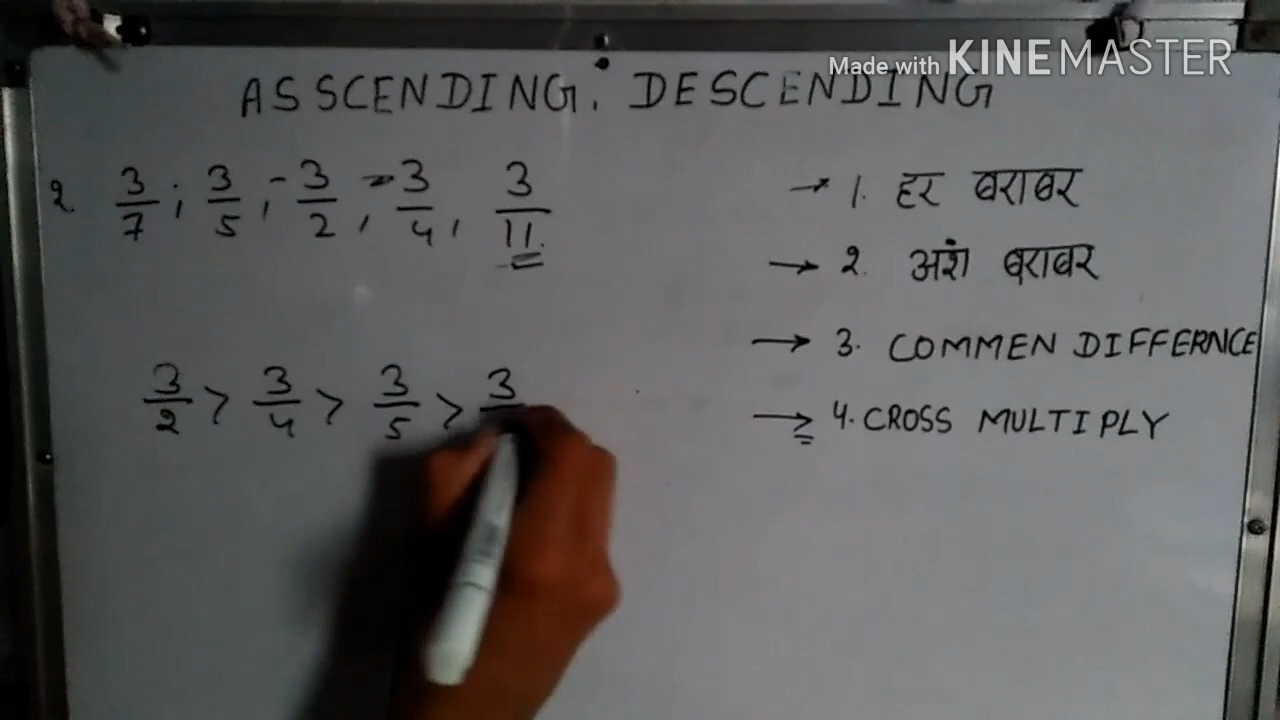 Made with KINEMASTER
ASSCENDING. DESCENDING
2. 3/7, 3/5, -3/2, -3/4, 3/11.
→ 1. हर बराबर
→ 2. अंश बराबर
→ 3. COMMEN DIFFERNCE
→ 4. CROSS MULTIPLY
3/2 > 3/4 > 3/5 > 3